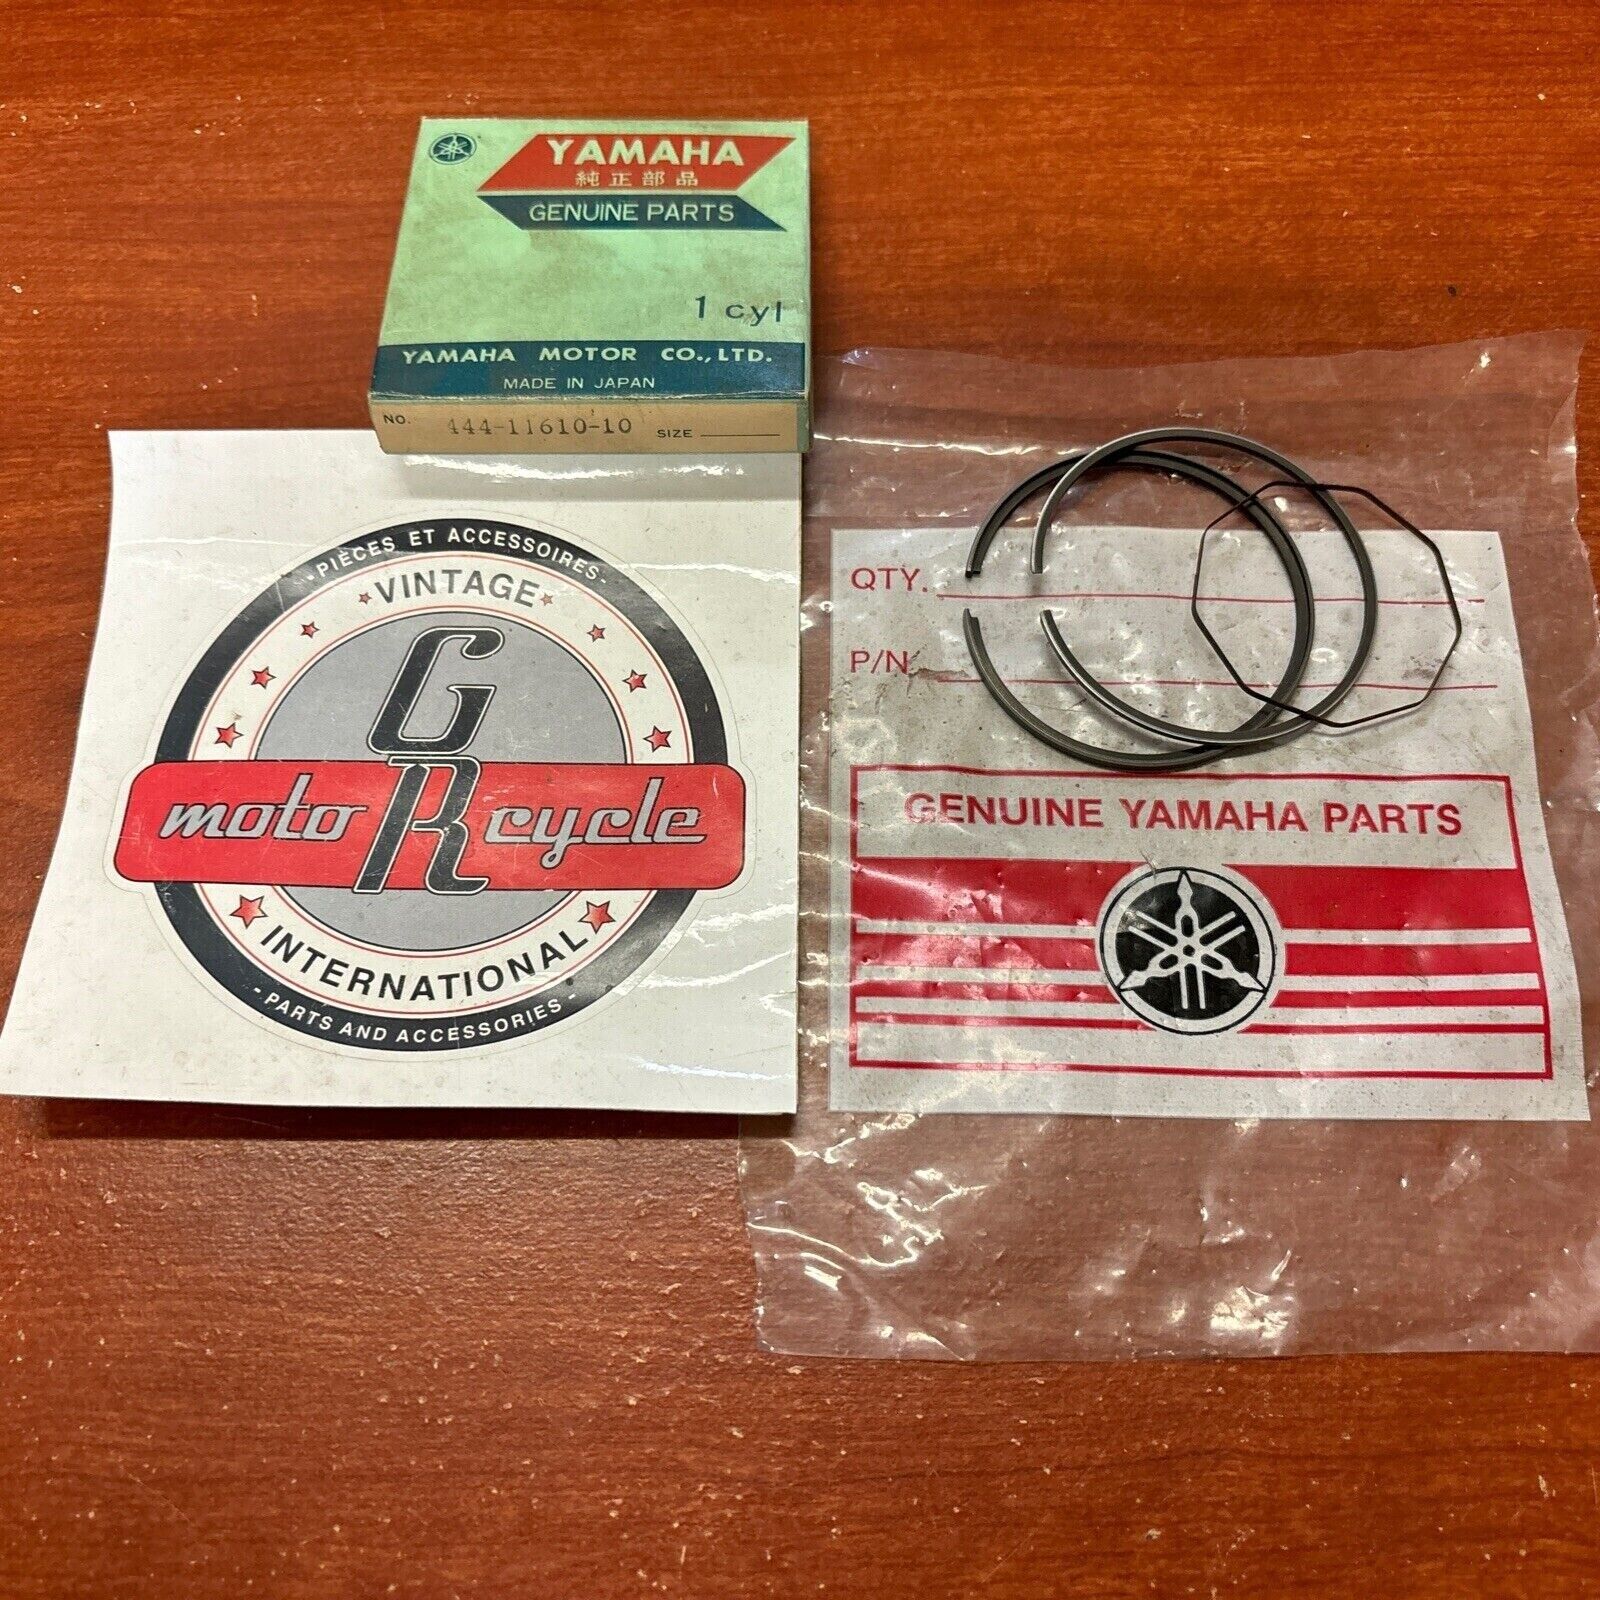 YAMAHA
純正部品
GENUINE PARTS
1 cyl
YAMAHA MOTOR CO., LTD.
MADE IN JAPAN
NO. 444-11610-10 SIZE
- PIÈCES ET ACCESSOIRES -
VINTAGE
GR
moto cycle
INTERNATIONAL
- PARTS AND ACCESSORIES -
QTY.
P/N
GENUINE YAMAHA PARTS